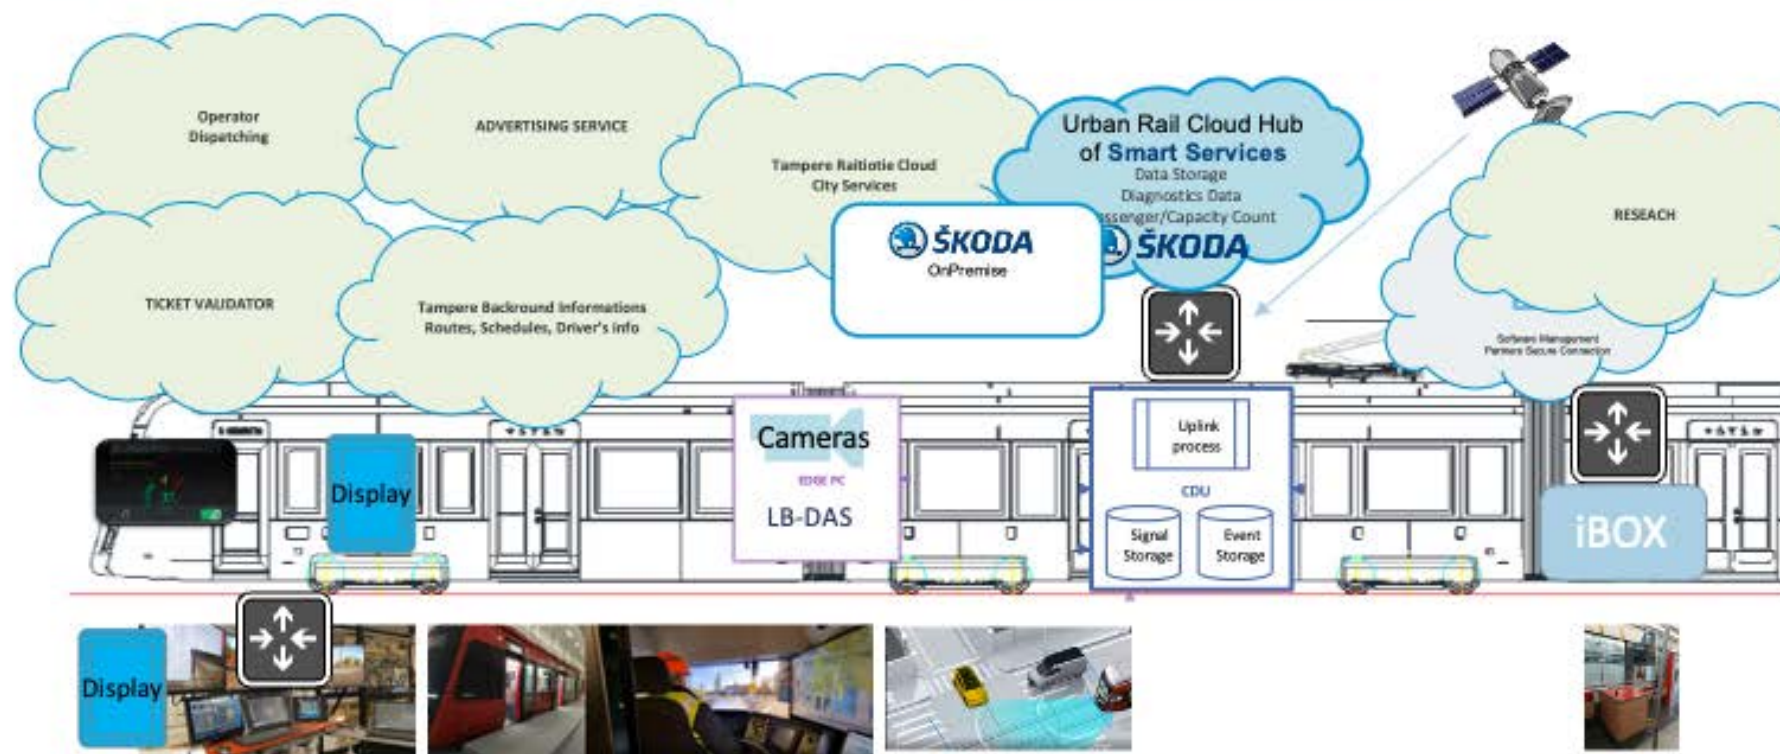 Operator
Dispatching
ADVERTISING SERVICE
Tampere Raitiotie Cloud
City Services
Urban Rail Cloud Hub
of Smart Services
Data Storage
Diagnostics Data
ssenger/Capacity Count
ŠKODA
ŠKODA
OnPremise
RESEACH
TICKET VALIDATOR
Tampere Backround Informations
Routes, Schedules, Driver's info
Software Management
Partners Secure Connection
Cameras
EDGE PC
LB-DAS
Uplink
process
CDU
Signal
Storage
Event
Storage
Display
iBOX
Display